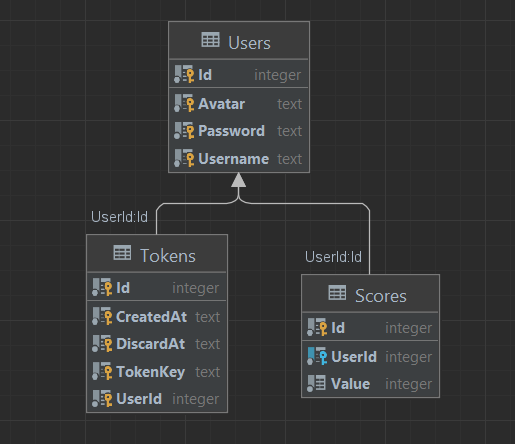 Users
Id integer
Avatar text
Password text
Username text
UserId:Id
UserId:Id
Tokens
Id integer
CreatedAt text
DiscardAt text
TokenKey text
UserId integer
Scores
Id integer
UserId integer
Value integer